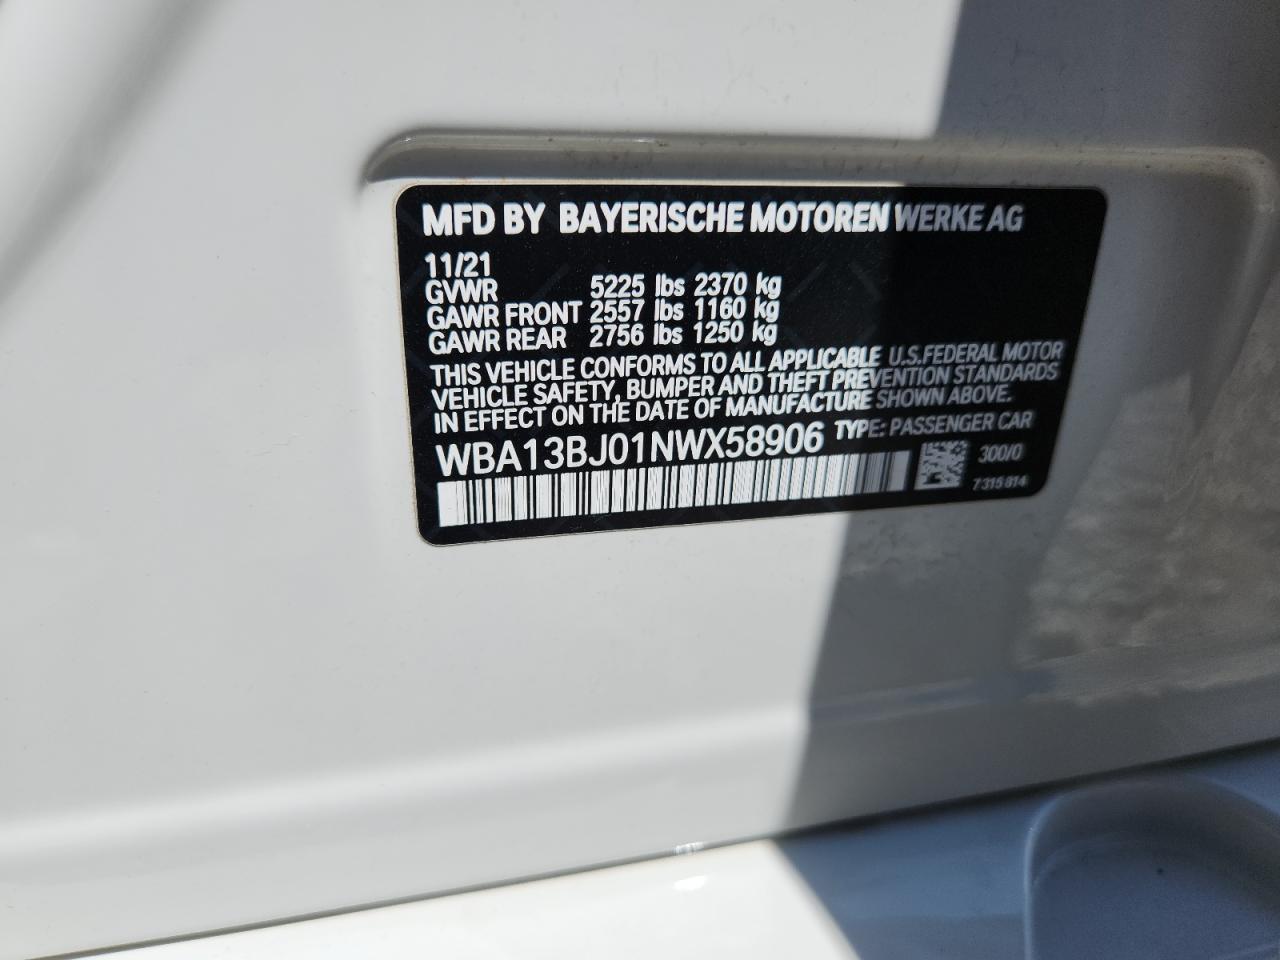 MFD BY BAYERISCHE MOTOREN WERKE AG
11/21
GVWR 5225 lbs 2370 kg
GAWR FRONT 2557 lbs 1160 kg
GAWR REAR 2756 lbs 1250 kg
THIS VEHICLE CONFORMS TO ALL APPLICABLE U.S.FEDERAL MOTOR
VEHICLE SAFETY, BUMPER AND THEFT PREVENTION STANDARDS
IN EFFECT ON THE DATE OF MANUFACTURE SHOWN ABOVE.
WBA13BJ01NWX58906 TYPE: PASSENGER CAR
300/0
7315814